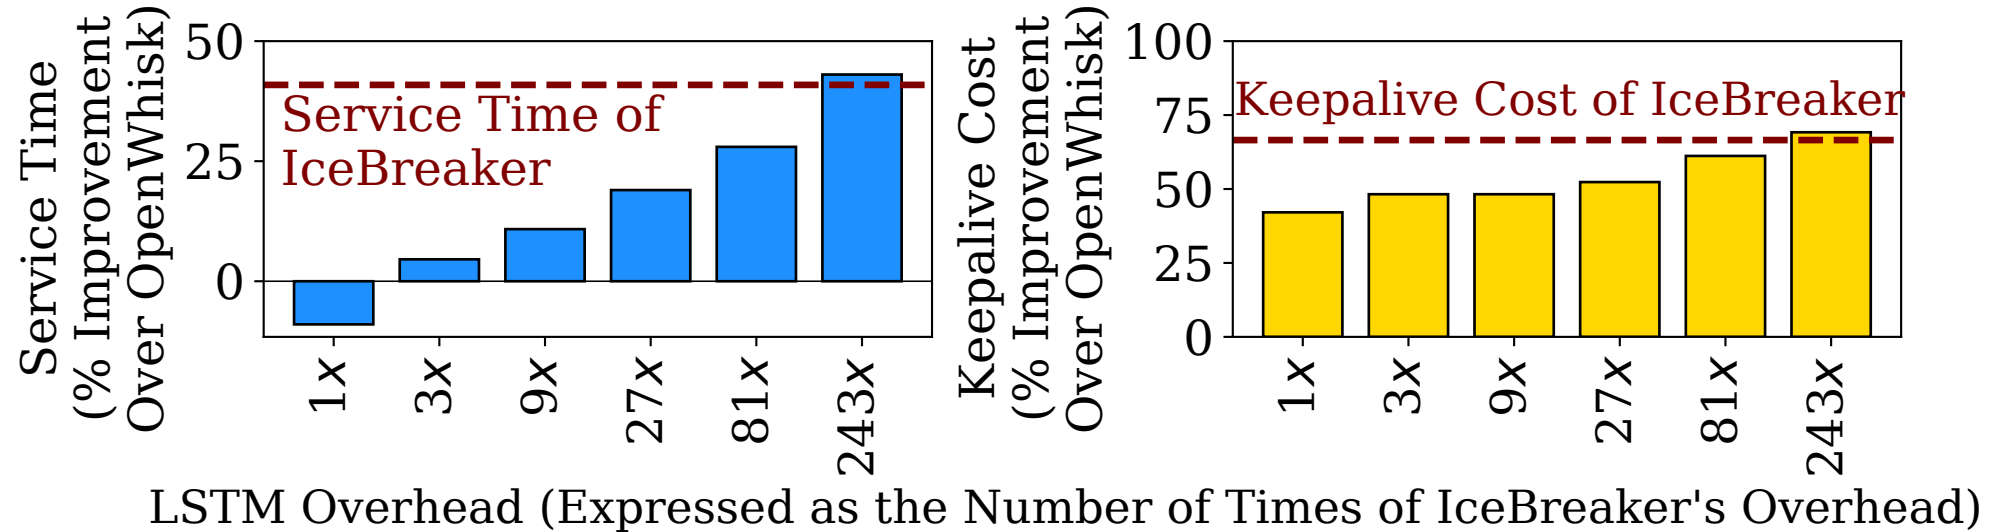 Service Time
(% Improvement
Over OpenWhisk)
50
25
0
Service Time of
IceBreaker
1x
3x
9x
27x
81x
243x
Keepalive Cost
(% Improvement
Over OpenWhisk)
100
75
50
25
0
Keepalive Cost of IceBreaker
1x
3x
9x
27x
81x
243x
LSTM Overhead (Expressed as the Number of Times of IceBreaker's Overhead)